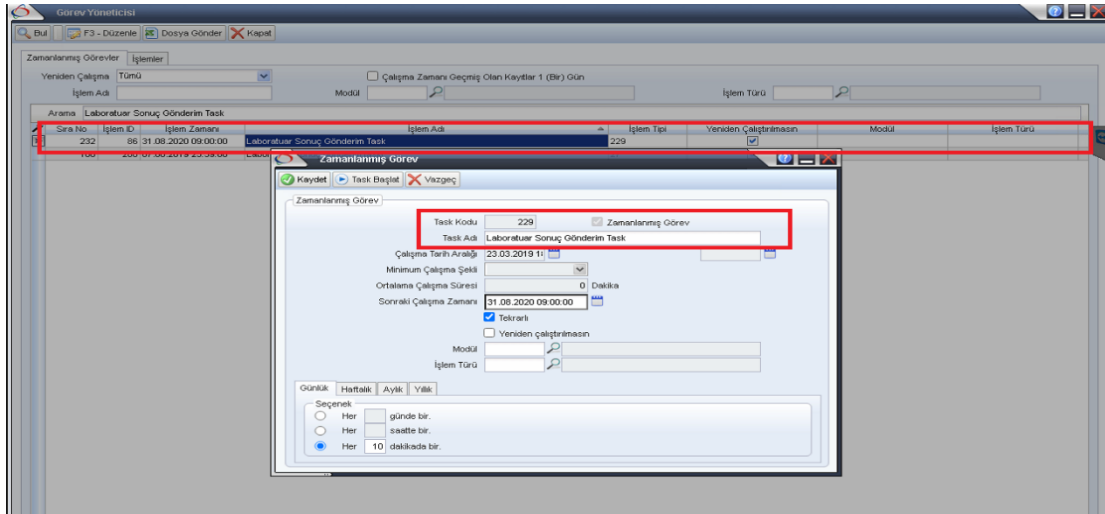 Görev Yöneticisi
Bul F3 - Düzenle Dosya Gönder Kapat
Zamanlanmış Görevler İşlemler
Yeniden Çalışma Tümü Çalışma Zamanı Geçmiş Olan Kayıtlar 1 (Bir) Gün
İşlem Adı Modül İşlem Türü
Arama Laboratuar Sonuç Gönderim Task
Sıra No İşlem ID İşlem Zamanı İşlem Adı İşlem Tipi Yeniden Çalıştırılmasın Modül İşlem Türü
232 86 31.08.2020 09:00:00 Laboratuar Sonuç Gönderim Task 229
Zamanlanmış Görev
Kaydet Task Başlat Vazgeç
Zamanlanmış Görev
Task Kodu 229 Zamanlanmış Görev
Task Adı Laboratuar Sonuç Gönderim Task
Çalışma Tarih Aralığı 23.03.2019
Minimum Çalışma Şekli
Ortalama Çalışma Süresi 0 Dakika
Sonraki Çalışma Zamanı 31.08.2020 09:00:00
Tekrarlı
Yeniden çalıştırılmasın
Modül
İşlem Türü
Günlük Haftalık Aylık Yıllık
Seçenek
Her günde bir.
Her saatte bir.
Her 10 dakikada bir.